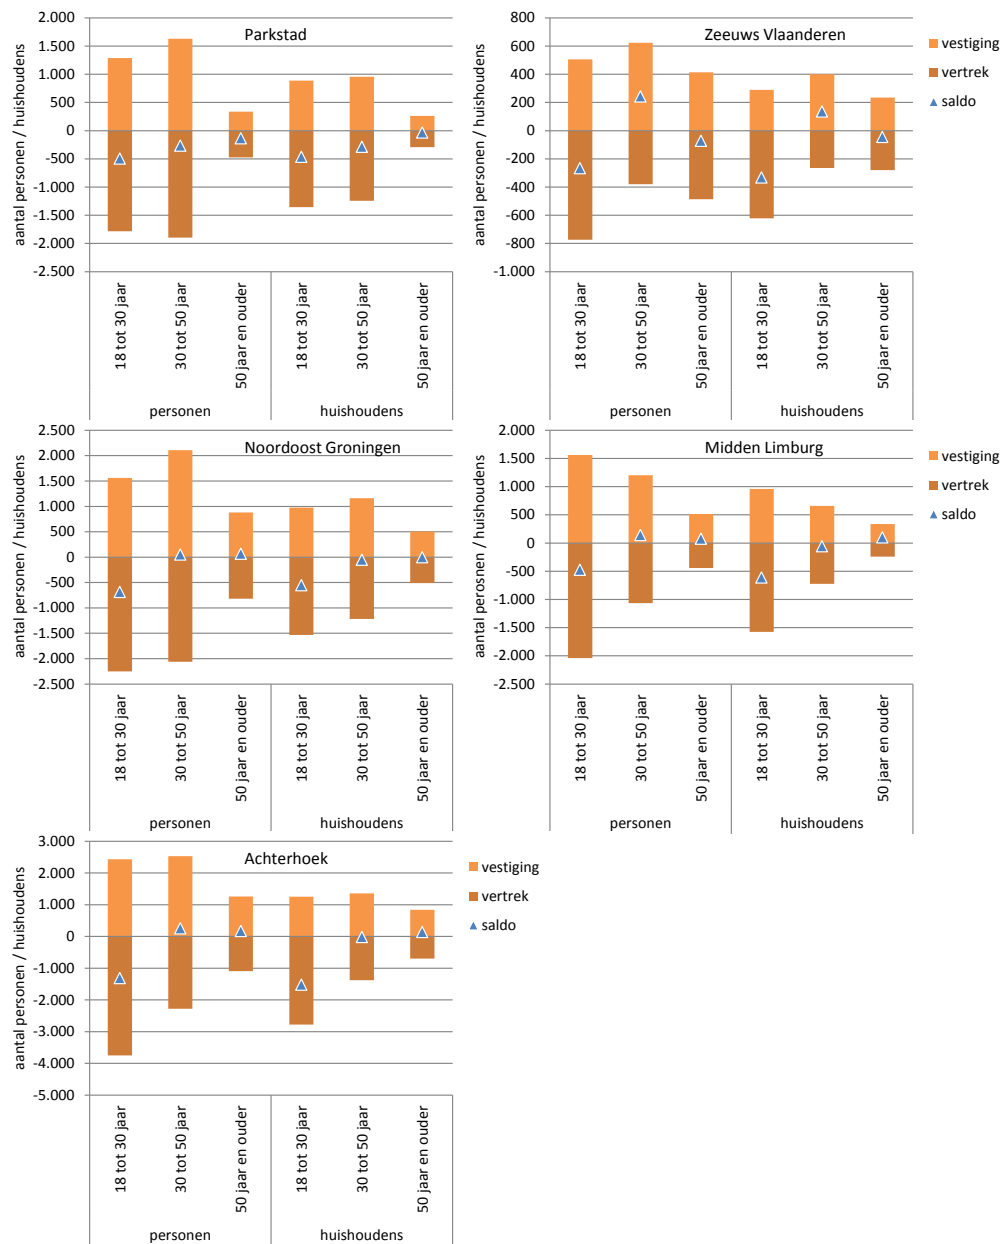 Parkstad
aantal personen / huishoudens
2.000
1.500
1.000
500
0
-500
-1.000
-1.500
-2.000
-2.500
18 tot 30 jaar
30 tot 50 jaar
50 jaar en ouder
18 tot 30 jaar
30 tot 50 jaar
50 jaar en ouder
personen
huishoudens
Zeeuws Vlaanderen
aantal personen / huishoudens
800
600
400
200
0
-200
-400
-600
-800
-1.000
18 tot 30 jaar
30 tot 50 jaar
50 jaar en ouder
18 tot 30 jaar
30 tot 50 jaar
50 jaar en ouder
personen
huishoudens
vestiging
vertrek
saldo
Noordoost Groningen
aantal personen / huishoudens
2.500
2.000
1.500
1.000
500
0
-500
-1.000
-1.500
-2.000
-2.500
18 tot 30 jaar
30 tot 50 jaar
50 jaar en ouder
18 tot 30 jaar
30 tot 50 jaar
50 jaar en ouder
personen
huishoudens
Midden Limburg
aantal perosnen / huishoudens
2.000
1.500
1.000
500
0
-500
-1.000
-1.500
-2.000
-2.500
18 tot 30 jaar
30 tot 50 jaar
50 jaar en ouder
18 tot 30 jaar
30 tot 50 jaar
50 jaar en ouder
personen
huishoudens
vestiging
vertrek
saldo
Achterhoek
aantal personen / huishoudens
3.000
2.000
1.000
0
-1.000
-2.000
-3.000
-4.000
-5.000
18 tot 30 jaar
30 tot 50 jaar
50 jaar en ouder
18 tot 30 jaar
30 tot 50 jaar
50 jaar en ouder
personen
huishoudens
vestiging
vertrek
saldo